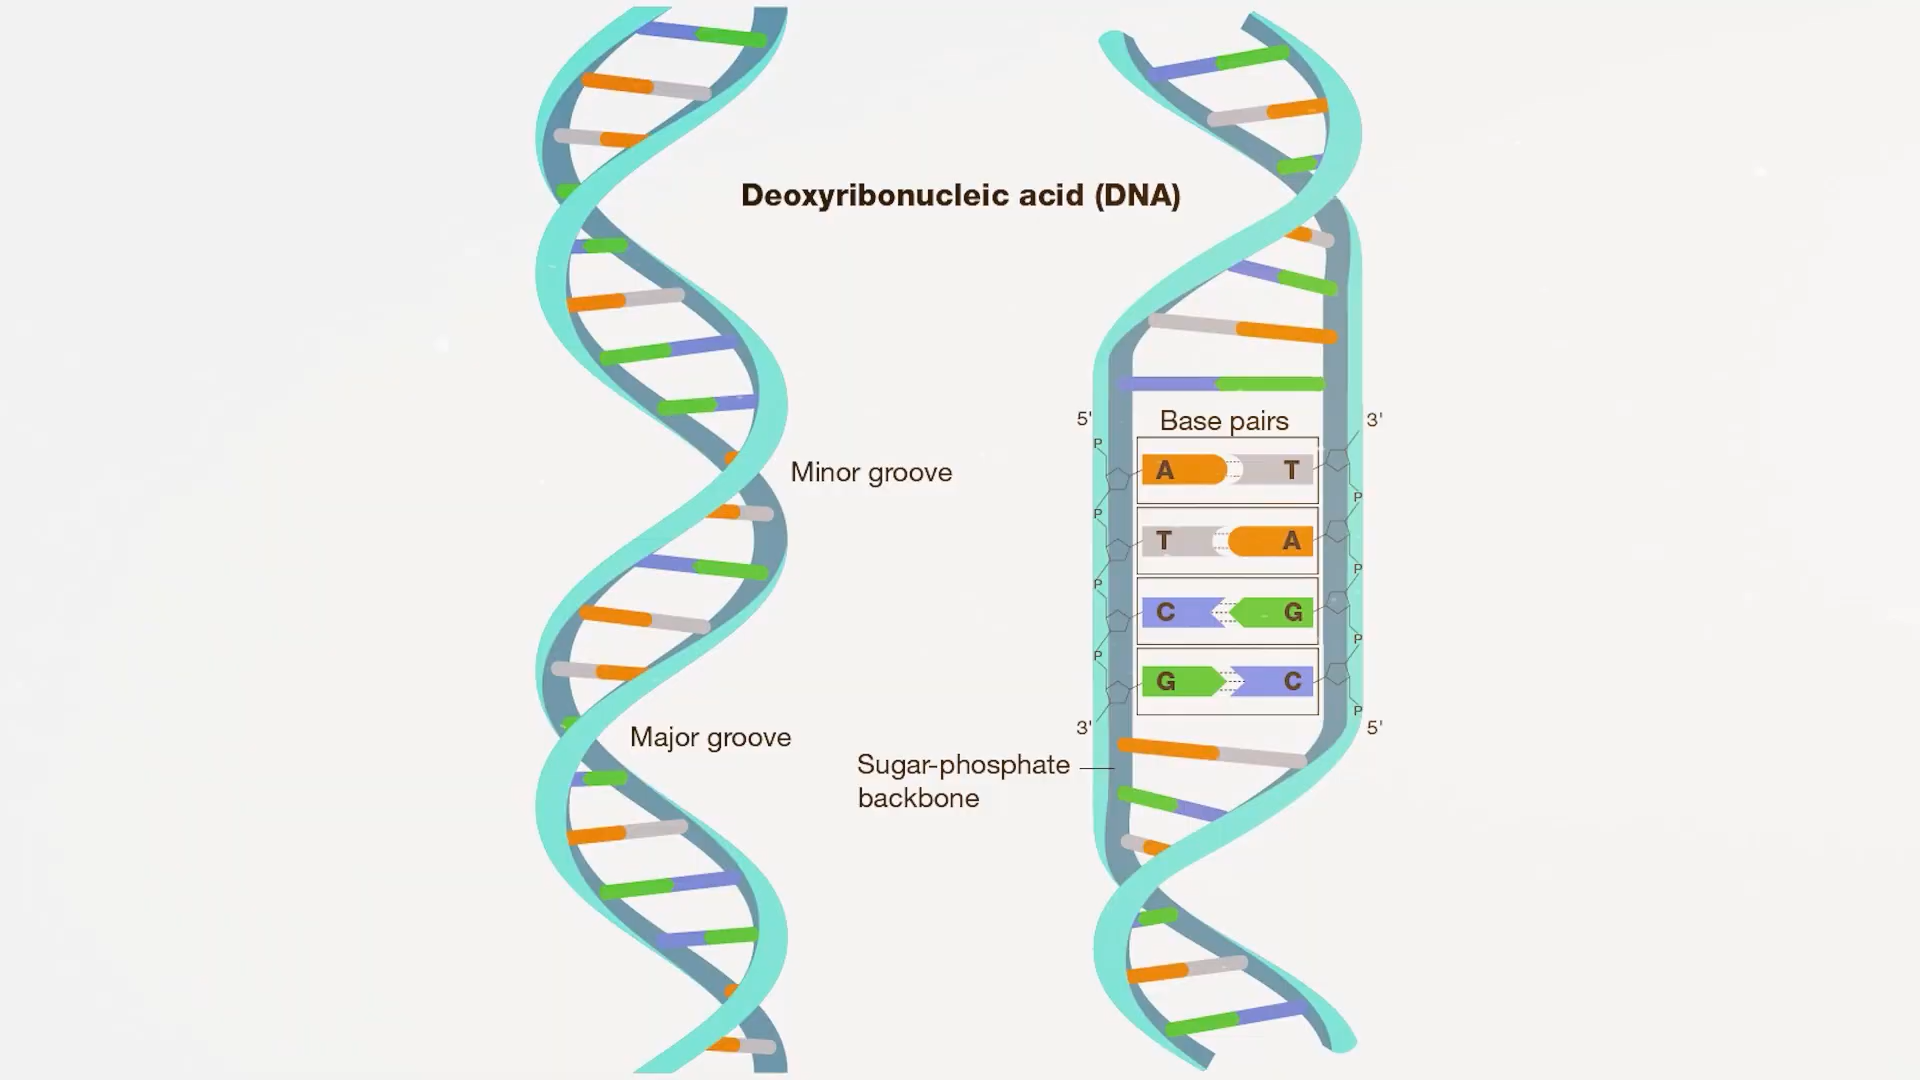 Deoxyribonucleic acid (DNA)
Minor groove
Major groove
Sugar-phosphate
backbone
5'
3'
Base pairs
P
A T
P
P
T A
P
P
C G
P
P
G C
P
3'
5'